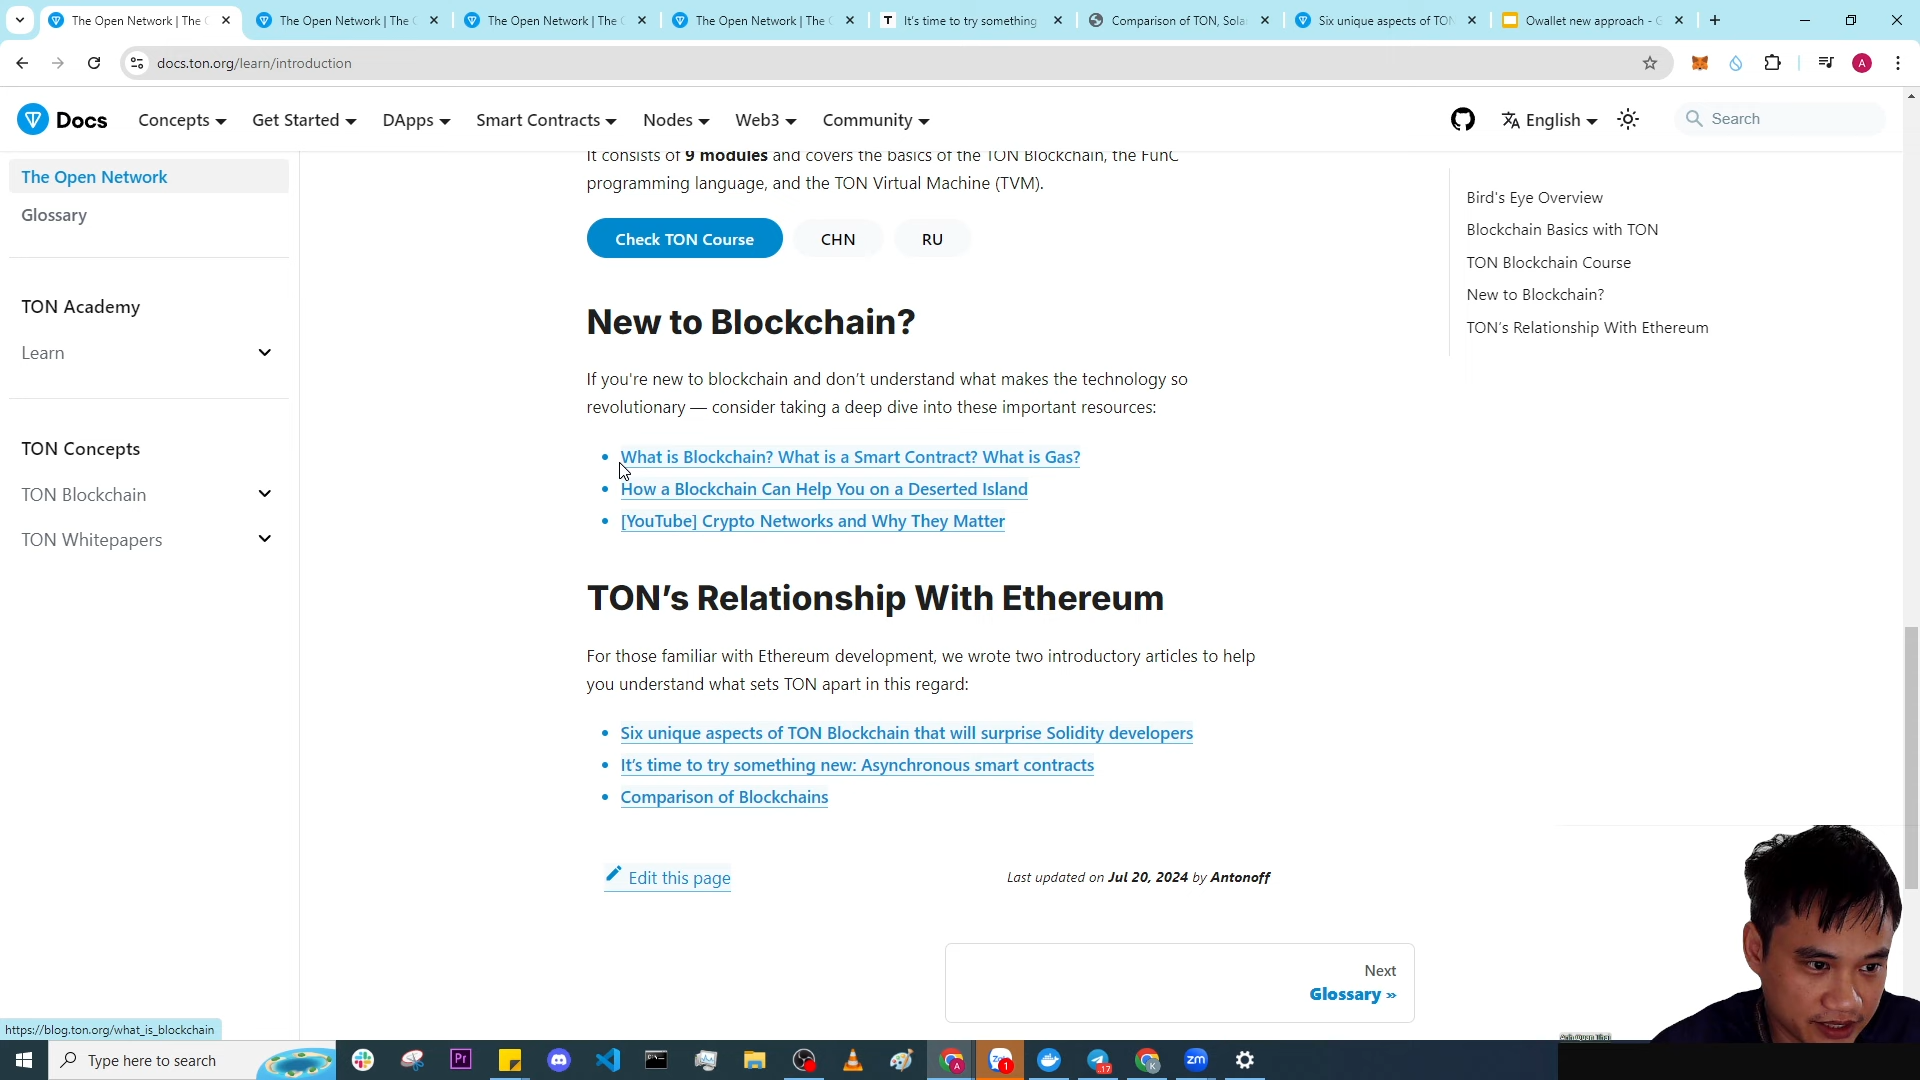 The Open Network | The
The Open Network | The
The Open Network | The
The Open Network | The
It's time to try something
Comparison of TON, Sola
Six unique aspects of TON
Owallet new approach - G
docs.ton.org/learn/introduction
A
Docs
Concepts
Get Started
DApps
Smart Contracts
Nodes
Web3
Community
English
Search
The Open Network
Glossary
TON Academy
Learn
TON Concepts
TON Blockchain
TON Whitepapers
It consists of 9 modules and covers the basics of the TON Blockchain, the FunC
programming language, and the TON Virtual Machine (TVM).
Check TON Course
CHN
RU
New to Blockchain?
If you're new to blockchain and don’t understand what makes the technology so
revolutionary — consider taking a deep dive into these important resources:
What is Blockchain? What is a Smart Contract? What is Gas?
How a Blockchain Can Help You on a Deserted Island
[YouTube] Crypto Networks and Why They Matter
TON’s Relationship With Ethereum
For those familiar with Ethereum development, we wrote two introductory articles to help
you understand what sets TON apart in this regard:
Six unique aspects of TON Blockchain that will surprise Solidity developers
It’s time to try something new: Asynchronous smart contracts
Comparison of Blockchains
Edit this page
Last updated on Jul 20, 2024 by Antonoff
Next
Glossary »
Bird's Eye Overview
Blockchain Basics with TON
TON Blockchain Course
New to Blockchain?
TON’s Relationship With Ethereum
https://blog.ton.org/what_is_blockchain
Type here to search
Pr
A
1
17
K
zm